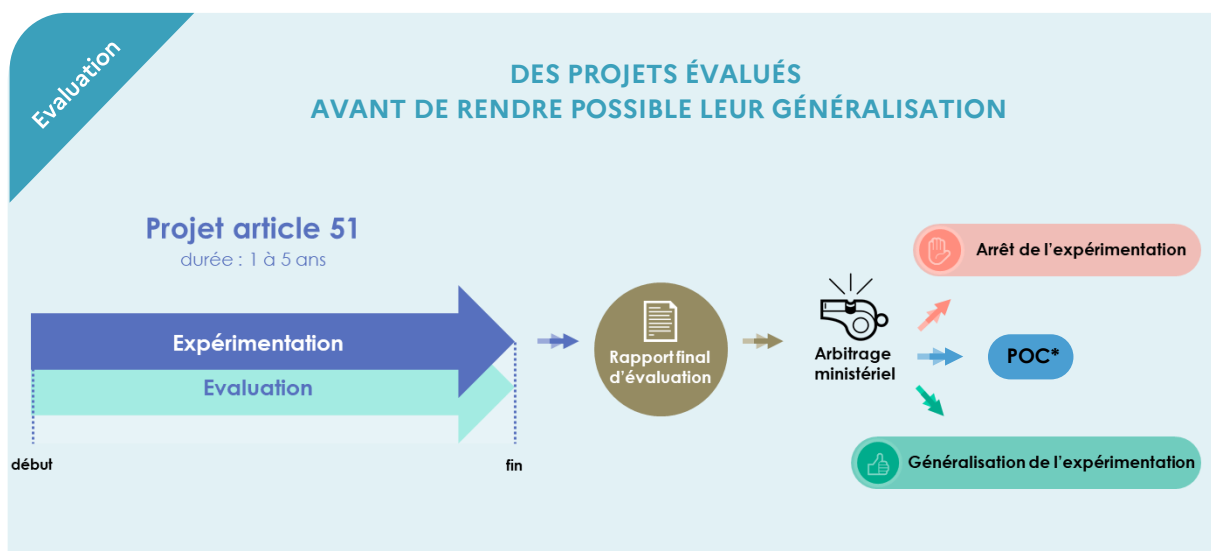 Evaluation
DES PROJETS ÉVALUÉS
AVANT DE RENDRE POSSIBLE LEUR GÉNÉRALISATION
Projet article 51
durée : 1 à 5 ans
Expérimentation
Evaluation
début
fin
Rapport final
d'évaluation
Arbitrage
ministériel
Arrêt de l'expérimentation
POC*
Généralisation de l'expérimentation